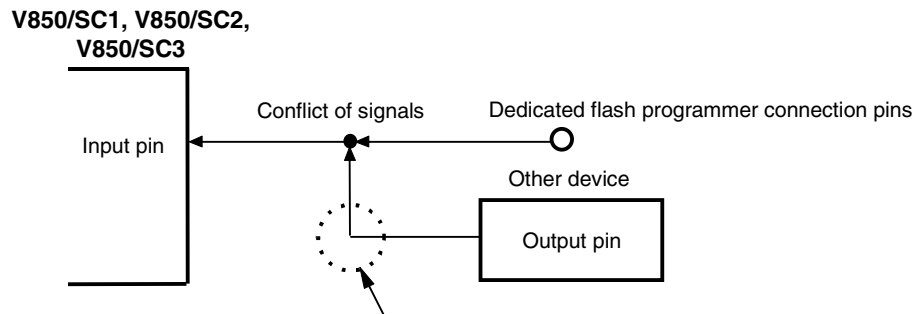 V850/SC1, V850/SC2,
V850/SC3
Conflict of signals
Dedicated flash programmer connection pins
Input pin
Other device
Output pin